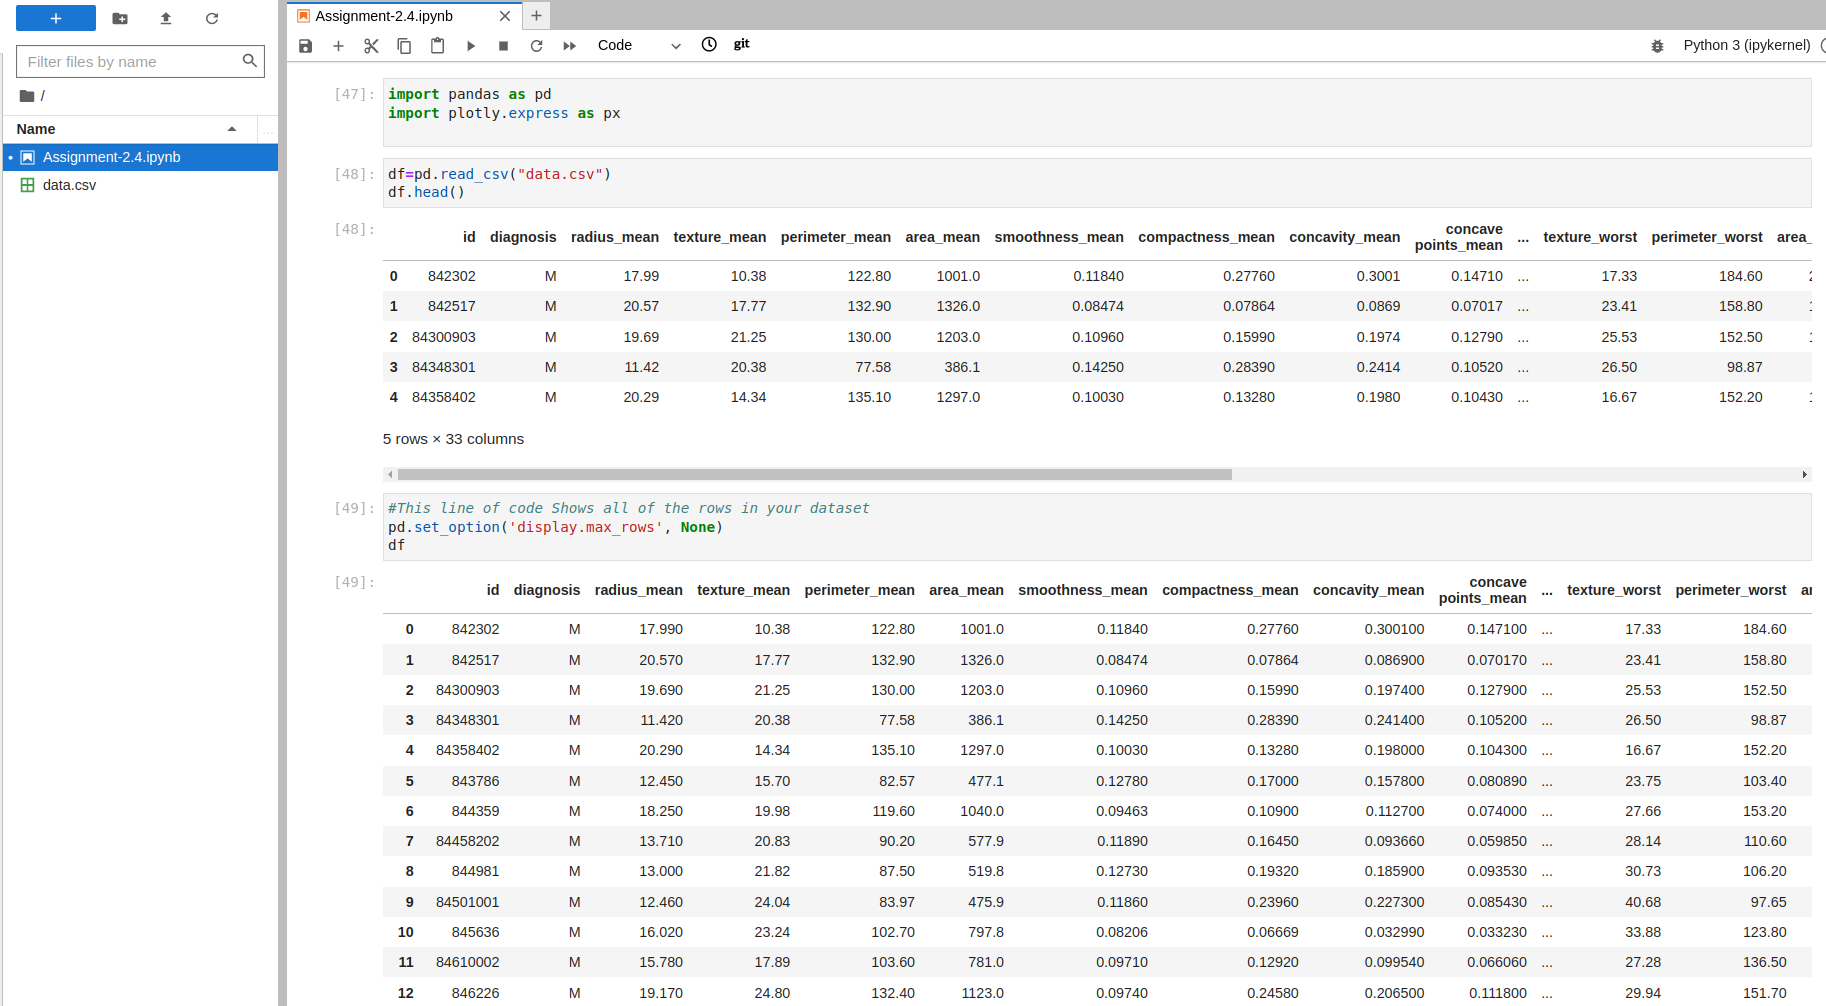 +
Assignment-2.4.ipynb
+
Filter files by name
/
Name
...
Assignment-2.4.ipynb
data.csv
Code
git
Python 3 (ipykernel)
[47]:
import pandas as pd
import plotly.express as px
[48]:
df=pd.read_csv("data.csv")
df.head()
[48]:
id diagnosis radius_mean texture_mean perimeter_mean area_mean smoothness_mean compactness_mean concavity_mean concave points_mean ... texture_worst perimeter_worst area_
0 842302 M 17.99 10.38 122.80 1001.0 0.11840 0.27760 0.3001 0.14710 ... 17.33 184.60
1 842517 M 20.57 17.77 132.90 1326.0 0.08474 0.07864 0.0869 0.07017 ... 23.41 158.80
2 84300903 M 19.69 21.25 130.00 1203.0 0.10960 0.15990 0.1974 0.12790 ... 25.53 152.50
3 84348301 M 11.42 20.38 77.58 386.1 0.14250 0.28390 0.2414 0.10520 ... 26.50 98.87
4 84358402 M 20.29 14.34 135.10 1297.0 0.10030 0.13280 0.1980 0.10430 ... 16.67 152.20
5 rows × 33 columns
[49]:
#This line of code Shows all of the rows in your dataset
pd.set_option('display.max_rows', None)
df
[49]:
id diagnosis radius_mean texture_mean perimeter_mean area_mean smoothness_mean compactness_mean concavity_mean concave points_mean ... texture_worst perimeter_worst
0 842302 M 17.990 10.38 122.80 1001.0 0.11840 0.27760 0.300100 0.147100 ... 17.33 184.60
1 842517 M 20.570 17.77 132.90 1326.0 0.08474 0.07864 0.086900 0.070170 ... 23.41 158.80
2 84300903 M 19.690 21.25 130.00 1203.0 0.10960 0.15990 0.197400 0.127900 ... 25.53 152.50
3 84348301 M 11.420 20.38 77.58 386.1 0.14250 0.28390 0.241400 0.105200 ... 26.50 98.87
4 84358402 M 20.290 14.34 135.10 1297.0 0.10030 0.13280 0.198000 0.104300 ... 16.67 152.20
5 843786 M 12.450 15.70 82.57 477.1 0.12780 0.17000 0.157800 0.080890 ... 23.75 103.40
6 844359 M 18.250 19.98 119.60 1040.0 0.09463 0.10900 0.112700 0.074000 ... 27.66 153.20
7 84458202 M 13.710 20.83 90.20 577.9 0.11890 0.16450 0.093660 0.059850 ... 28.14 110.60
8 844981 M 13.000 21.82 87.50 519.8 0.12730 0.19320 0.185900 0.093530 ... 30.73 106.20
9 84501001 M 12.460 24.04 83.97 475.9 0.11860 0.23960 0.227300 0.085430 ... 40.68 97.65
10 845636 M 16.020 23.24 102.70 797.8 0.08206 0.06669 0.032990 0.033230 ... 33.88 123.80
11 84610002 M 15.780 17.89 103.60 781.0 0.09710 0.12920 0.099540 0.066060 ... 27.28 136.50
12 846226 M 19.170 24.80 132.40 1123.0 0.09740 0.24580 0.206500 0.111800 ... 29.94 151.70